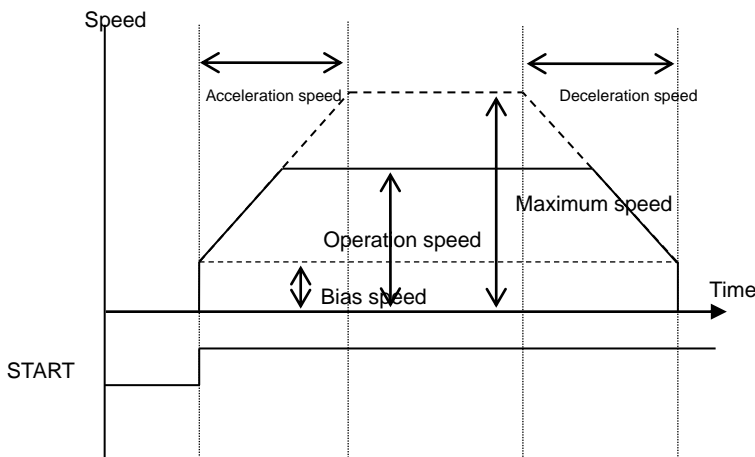 Speed
Acceleration speed
Deceleration speed
Maximum speed
Operation speed
Bias speed
Time
START